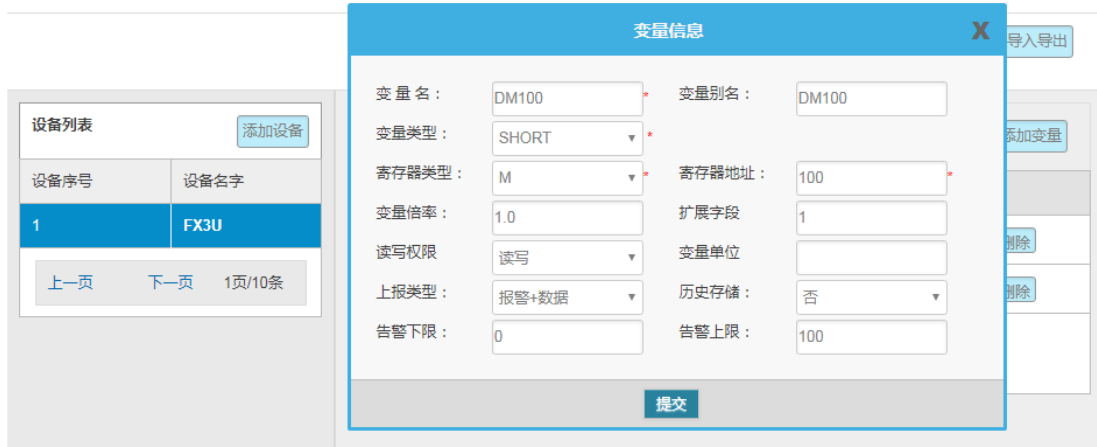 变量信息 X
导入导出
设备列表 添加设备
设备序号 设备名字
1 FX3U
上一页 下一页 1页/10条
变 量 名： DM100 * 变量别名： DM100
变量类型： SHORT *
寄存器类型： M * 寄存器地址： 100 *
变量倍率： 1.0 扩展字段 1
读写权限 读写 变量单位
上报类型： 报警+数据 历史存储： 否
告警下限： 0 告警上限： 100
提交
添加变量
删除
删除